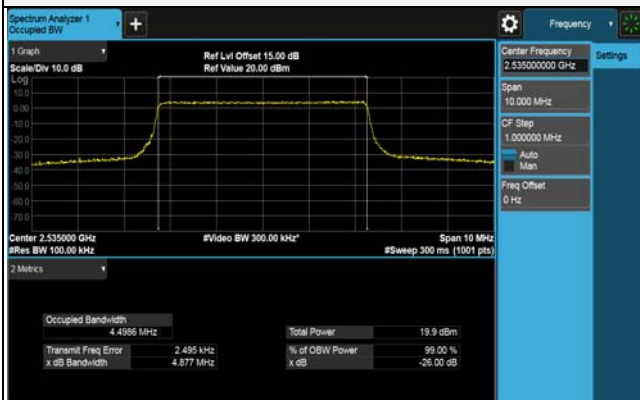 Spectrum Analyzer 1
Occupied BW
+
Frequency
1 Graph
Scale/Div 10.0 dB
Ref Lvl Offset 15.00 dB
Ref Value 20.00 dBm
Log
10.0
0.00
-10.0
-20.0
-30.0
-40.0
-50.0
-60.0
-70.0
Center 2.535000 GHz
#Res BW 100.00 kHz
#Video BW 300.00 kHz*
Span 10 MHz
#Sweep 300 ms (1001 pts)
2 Metrics
Occupied Bandwidth
4.4986 MHz
Transmit Freq Error 2.495 kHz
x dB Bandwidth 4.877 MHz
Total Power 19.9 dBm
% of OBW Power 99.00 %
x dB -26.00 dB
Center Frequency
2.535000000 GHz
Span
10.000 MHz
CF Step
1.000000 MHz
Auto
Man
Freq Offset
0 Hz
Settings